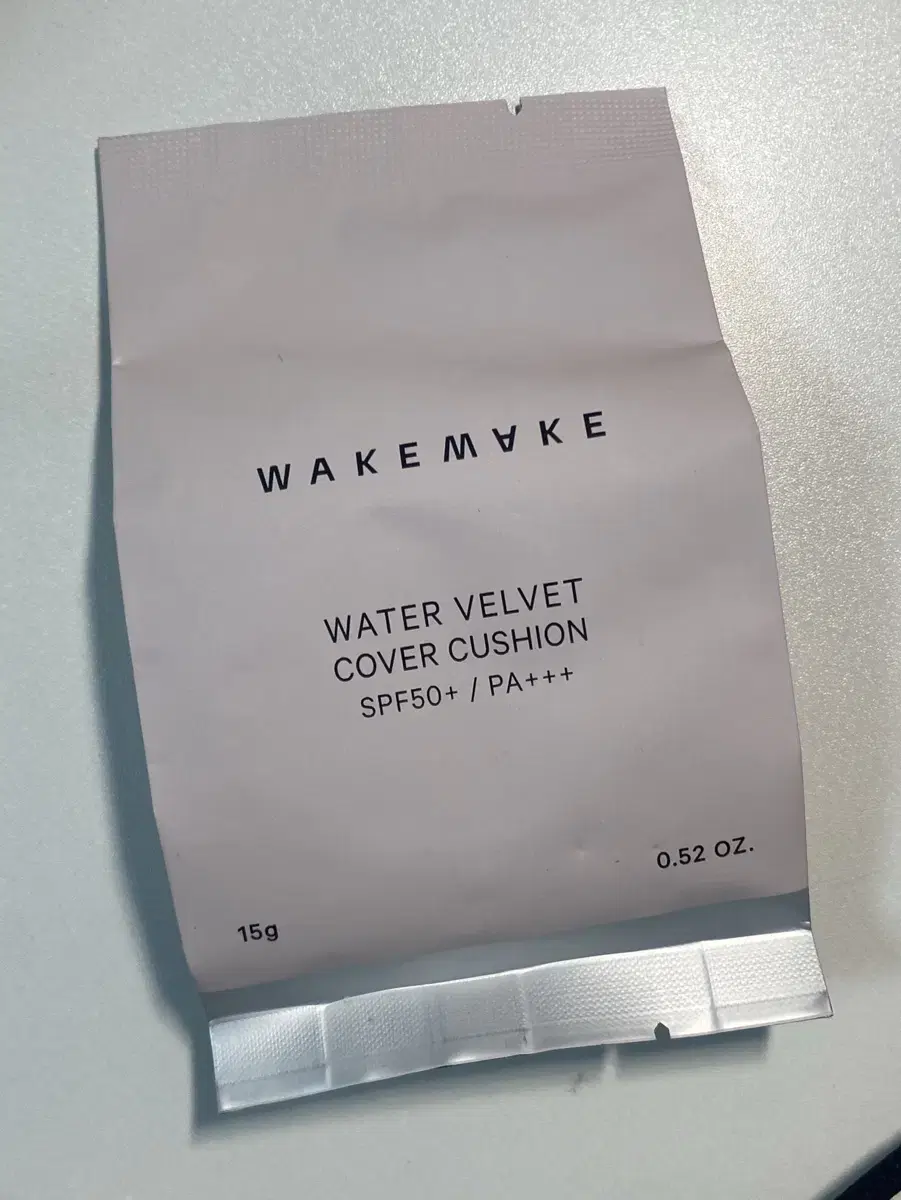 WAKEMAKE
WATER VELVET
COVER CUSHION
SPF50+ / PA+++
0.52 OZ.
15g